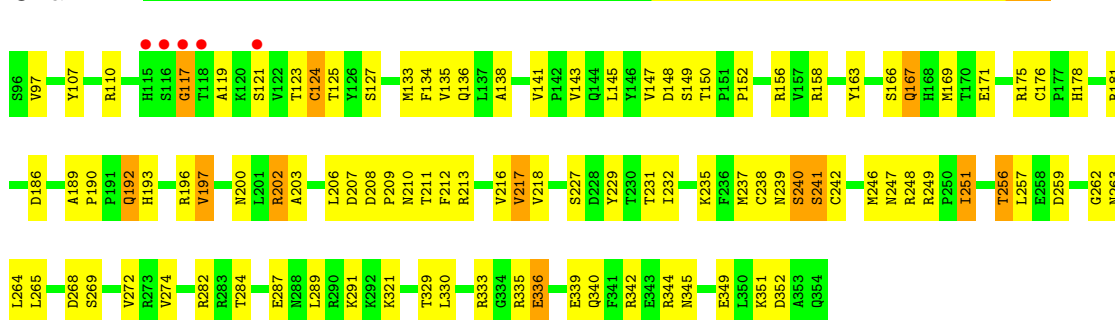 S96 V97 Y107 R110 H115 S116 G117 T118 A119 K120 S121 V122 T123 C124 T125 Y126 S127 M133 F134 V135 Q136 L137 A138 V141 P142 V143 Q144 L145 Y146 V147 D148 S149 T150 P151 P152 R156 V157 R158 Y163 S166 Q167 H168 M169 T170 E171 R175 C176 P177 H178
D186 A189 P190 P191 Q192 H193 R196 V197 N200 L201 R202 A203 L206 D207 D208 P209 N210 T211 F212 R213 V216 V217 V218 S227 D228 Y229 T230 T231 I232 K235 F236 M237 C238 N239 S240 S241 C242 M246 N247 R248 R249 P250 I251 T256 L257 E258 D259 G262
L264 L265 D268 S269 V272 R273 V274 R282 R283 T284 E287 N288 L289 R290 K291 K292 K321 T329 L330 R333 G334 R335 E336 E339 Q340 F341 R342 E343 R344 N345 E349 L350 K351 D352 A353 Q354